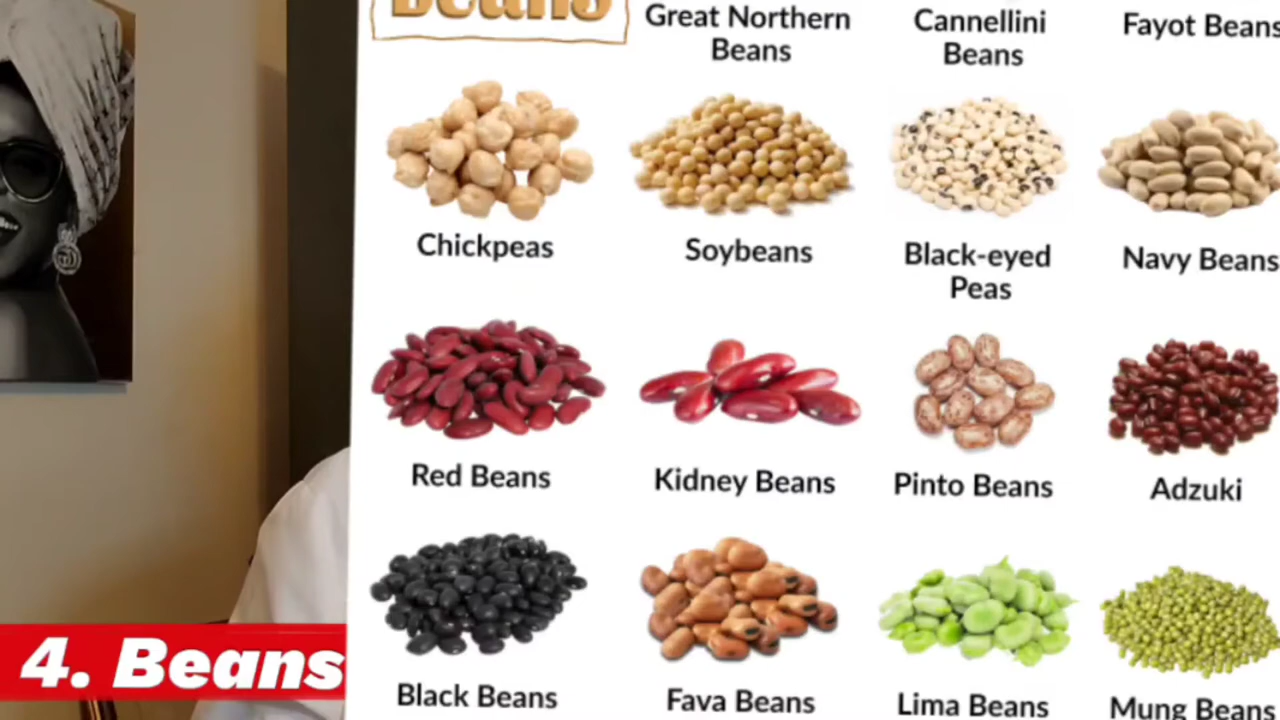 Beans
Great Northern
Beans
Cannellini
Beans
Fayot Beans
Chickpeas
Soybeans
Black-eyed
Peas
Navy Beans
Red Beans
Kidney Beans
Pinto Beans
Adzuki
Black Beans
Fava Beans
Lima Beans
Mung Beans
4. Beans